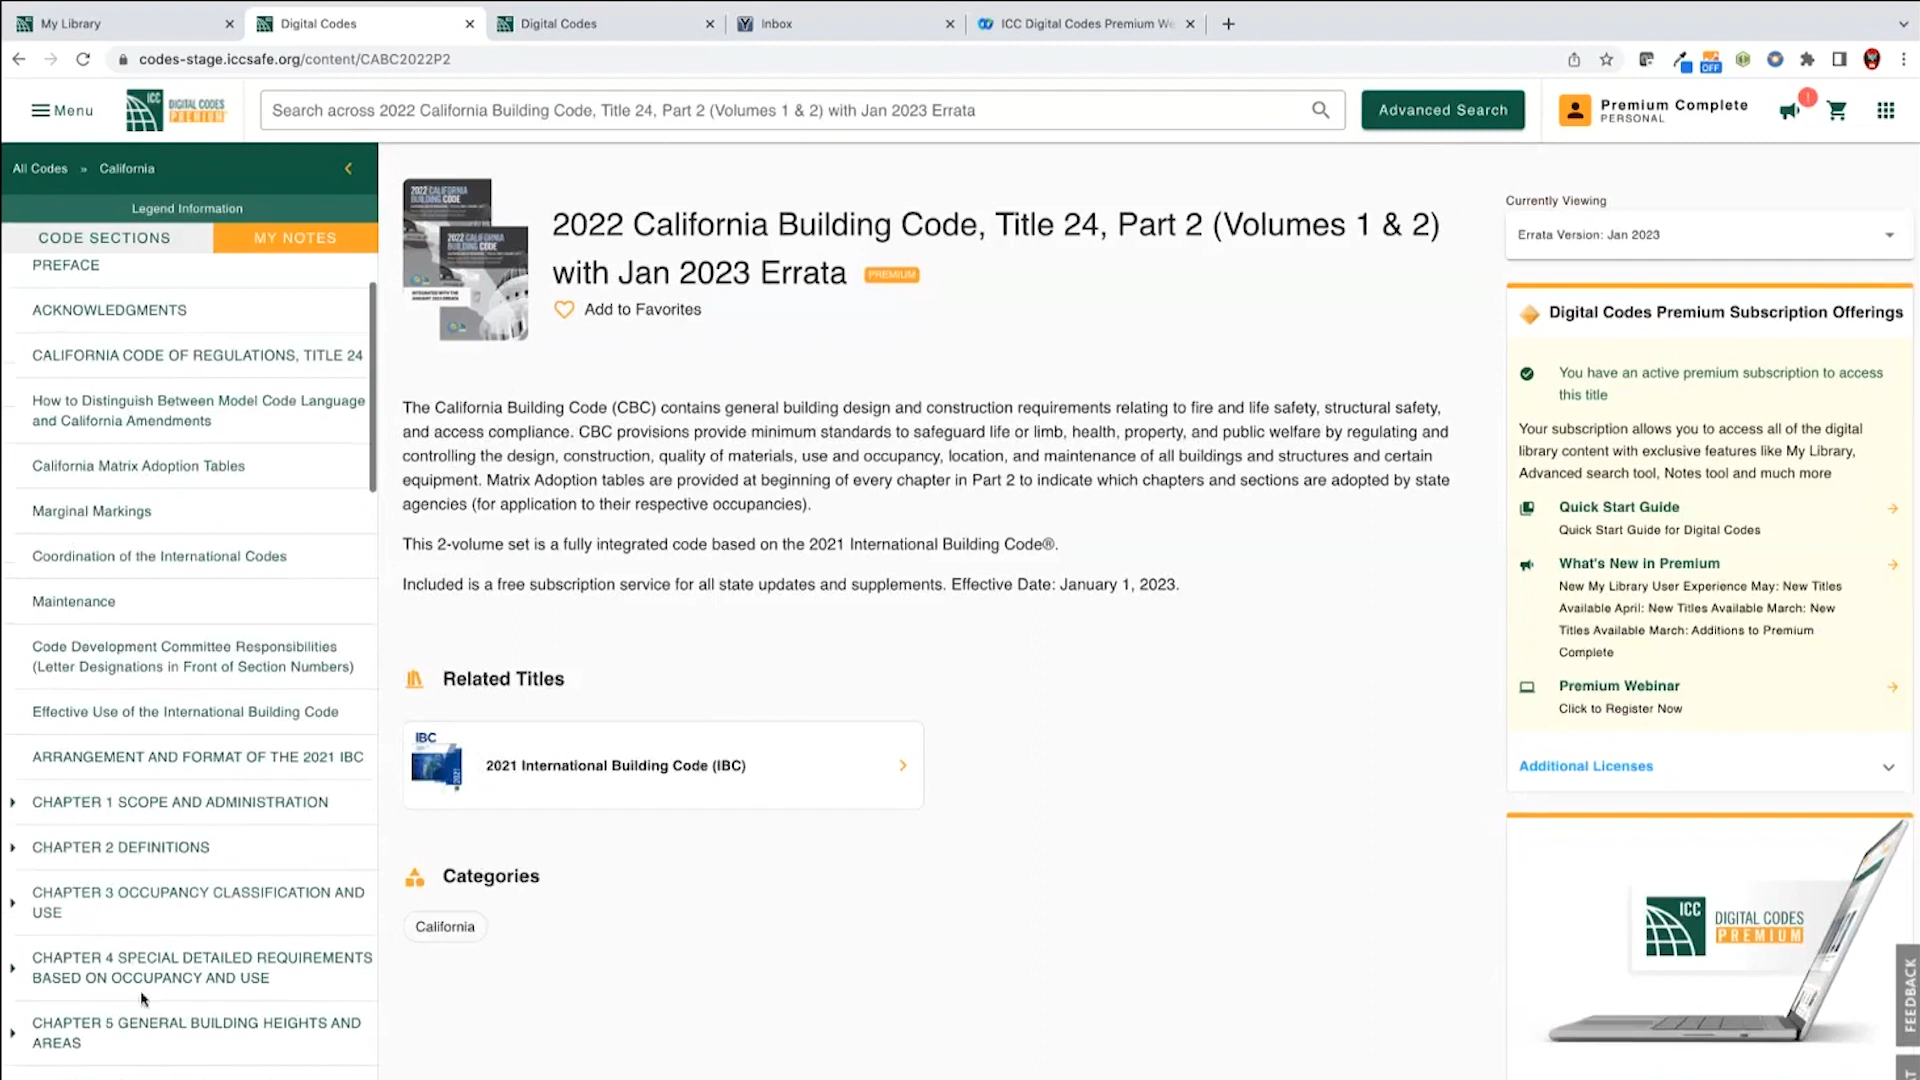 My Library
Digital Codes
Digital Codes
Inbox
ICC Digital Codes Premium We
codes-stage.iccsafe.org/content/CABC2022P2
OFF
Menu
ICC
DIGITAL CODES
PREMIUM
Search across 2022 California Building Code, Title 24, Part 2 (Volumes 1 & 2) with Jan 2023 Errata
Advanced Search
Premium Complete
PERSONAL
1
All Codes » California
Legend Information
CODE SECTIONS
MY NOTES
PREFACE
ACKNOWLEDGMENTS
CALIFORNIA CODE OF REGULATIONS, TITLE 24
How to Distinguish Between Model Code Language
and California Amendments
California Matrix Adoption Tables
Marginal Markings
Coordination of the International Codes
Maintenance
Code Development Committee Responsibilities
(Letter Designations in Front of Section Numbers)
Effective Use of the International Building Code
ARRANGEMENT AND FORMAT OF THE 2021 IBC
CHAPTER 1 SCOPE AND ADMINISTRATION
CHAPTER 2 DEFINITIONS
CHAPTER 3 OCCUPANCY CLASSIFICATION AND
USE
CHAPTER 4 SPECIAL DETAILED REQUIREMENTS
BASED ON OCCUPANCY AND USE
CHAPTER 5 GENERAL BUILDING HEIGHTS AND
AREAS
2022 CALIFORNIA
BUILDING CODE
2022 CALIFORNIA
BUILDING CODE
2022 California Building Code, Title 24, Part 2 (Volumes 1 & 2)
with Jan 2023 Errata PREMIUM
Add to Favorites
The California Building Code (CBC) contains general building design and construction requirements relating to fire and life safety, structural safety,
and access compliance. CBC provisions provide minimum standards to safeguard life or limb, health, property, and public welfare by regulating and
controlling the design, construction, quality of materials, use and occupancy, location, and maintenance of all buildings and structures and certain
equipment. Matrix Adoption tables are provided at beginning of every chapter in Part 2 to indicate which chapters and sections are adopted by state
agencies (for application to their respective occupancies).
This 2-volume set is a fully integrated code based on the 2021 International Building Code®.
Included is a free subscription service for all state updates and supplements. Effective Date: January 1, 2023.
Related Titles
IBC
2021
2021 International Building Code (IBC)
Categories
California
Currently Viewing
Errata Version: Jan 2023
Digital Codes Premium Subscription Offerings
You have an active premium subscription to access
this title
Your subscription allows you to access all of the digital
library content with exclusive features like My Library,
Advanced search tool, Notes tool and much more
Quick Start Guide
Quick Start Guide for Digital Codes
What's New in Premium
New My Library User Experience May: New Titles
Available April: New Titles Available March: New
Titles Available March: Additions to Premium
Complete
Premium Webinar
Click to Register Now
Additional Licenses
ICC
DIGITAL CODES
PREMIUM
FEEDBACK